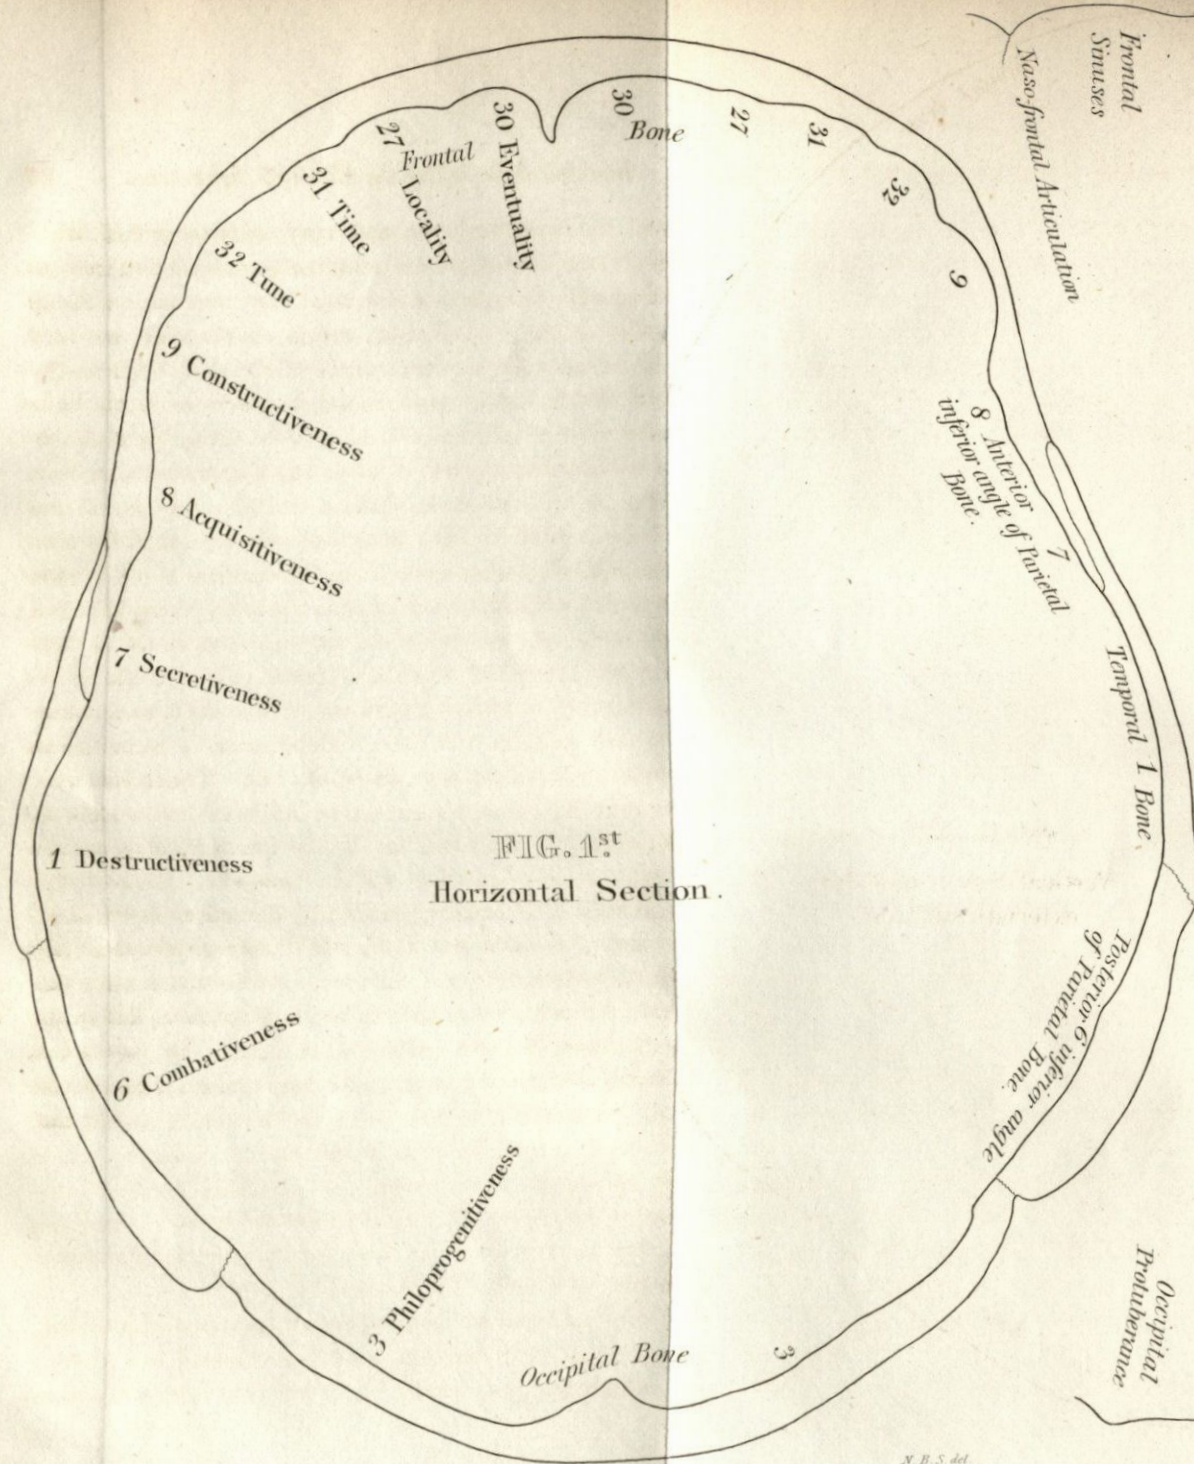 Frontal
Sinuses
Naso-frontal Articulation
30 Eventuality
30
Frontal
Bone
27 Locality
27
31 Time
31
32 Tune
32
9 Constructiveness
9
8 Acquisitiveness
8 Anterior
inferior angle of Parietal
Bone.
7 Secretiveness
7
Temporal 1 Bone
1 Destructiveness
FIG. 1st.
Horizontal Section.
Posterior 6 inferior angle
of Parietal Bone.
6 Combativeness
3 Philoprogenitiveness
Occipital Bone
3
Occipital
Protuberance
N. B. S. del.